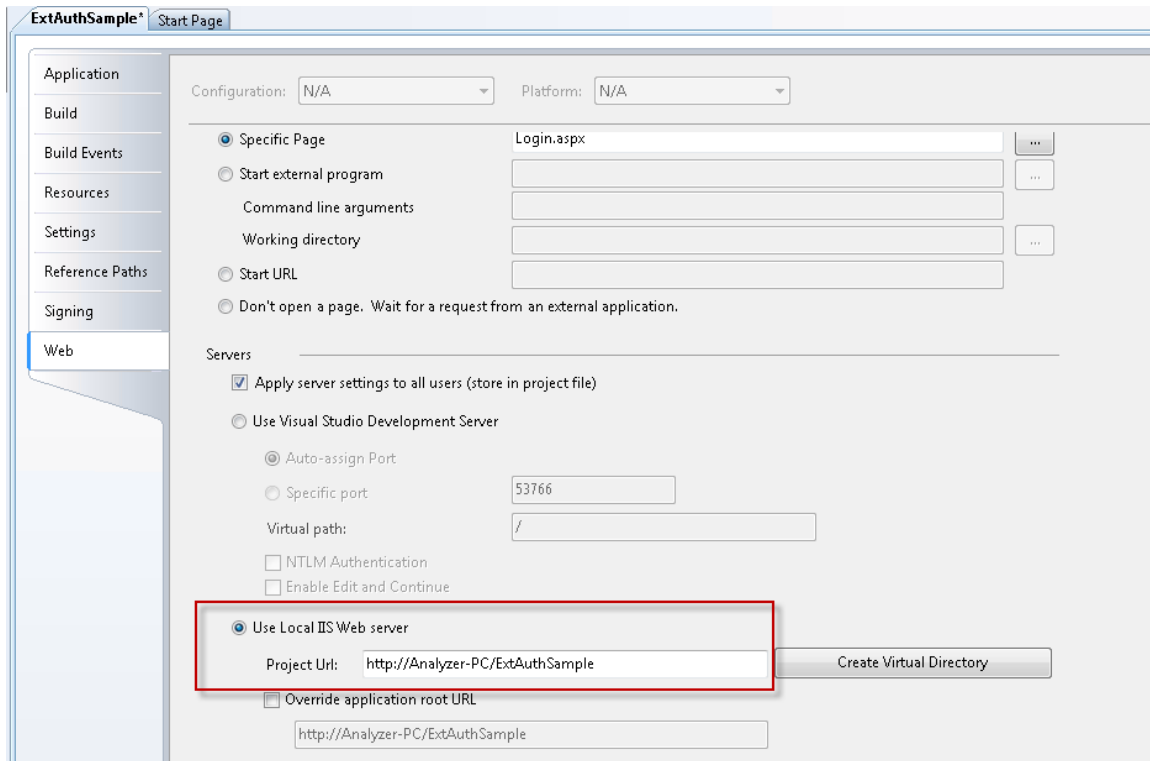 ExtAuthSample* Start Page
Application
Build
Build Events
Resources
Settings
Reference Paths
Signing
Web
Configuration: N/A Platform: N/A
Specific Page Login.aspx ...
Start external program ...
Command line arguments
Working directory ...
Start URL
Don't open a page. Wait for a request from an external application.
Servers
Apply server settings to all users (store in project file)
Use Visual Studio Development Server
Auto-assign Port
Specific port 53766
Virtual path: /
NTLM Authentication
Enable Edit and Continue
Use Local IIS Web server
Project Url: http://Analyzer-PC/ExtAuthSample Create Virtual Directory
Override application root URL
http://Analyzer-PC/ExtAuthSample